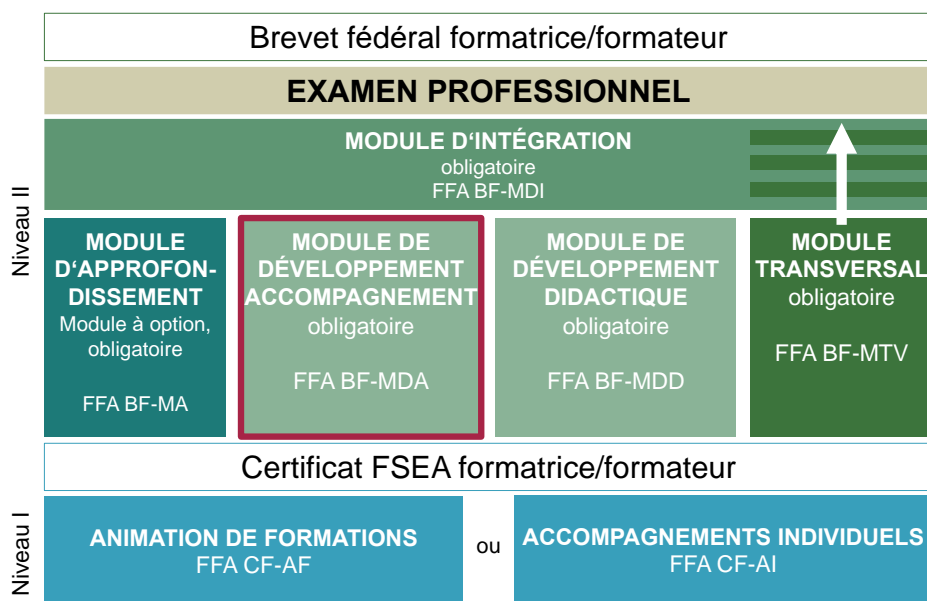 Brevet fédéral formatrice/formateur
EXAMEN PROFESSIONNEL
MODULE D‘INTÉGRATION
obligatoire
FFA BF-MDI
Niveau II
MODULE
D‘APPROFON-
DISSEMENT
Module à option,
obligatoire
FFA BF-MA
MODULE DE
DÉVELOPPEMENT
ACCOMPAGNEMENT
obligatoire
FFA BF-MDA
MODULE DE
DÉVELOPPEMENT
DIDACTIQUE
obligatoire
FFA BF-MDD
MODULE
TRANSVERSAL
obligatoire
FFA BF-MTV
Certificat FSEA formatrice/formateur
Niveau I
ANIMATION DE FORMATIONS
FFA CF-AF
ou
ACCOMPAGNEMENTS INDIVIDUELS
FFA CF-AI